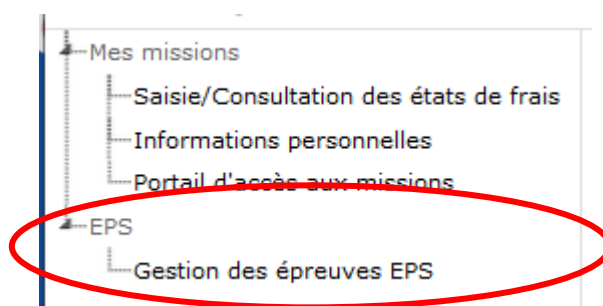 Mes missions
Saisie/Consultation des états de frais
Informations personnelles
Portail d'accès aux missions
EPS
Gestion des épreuves EPS